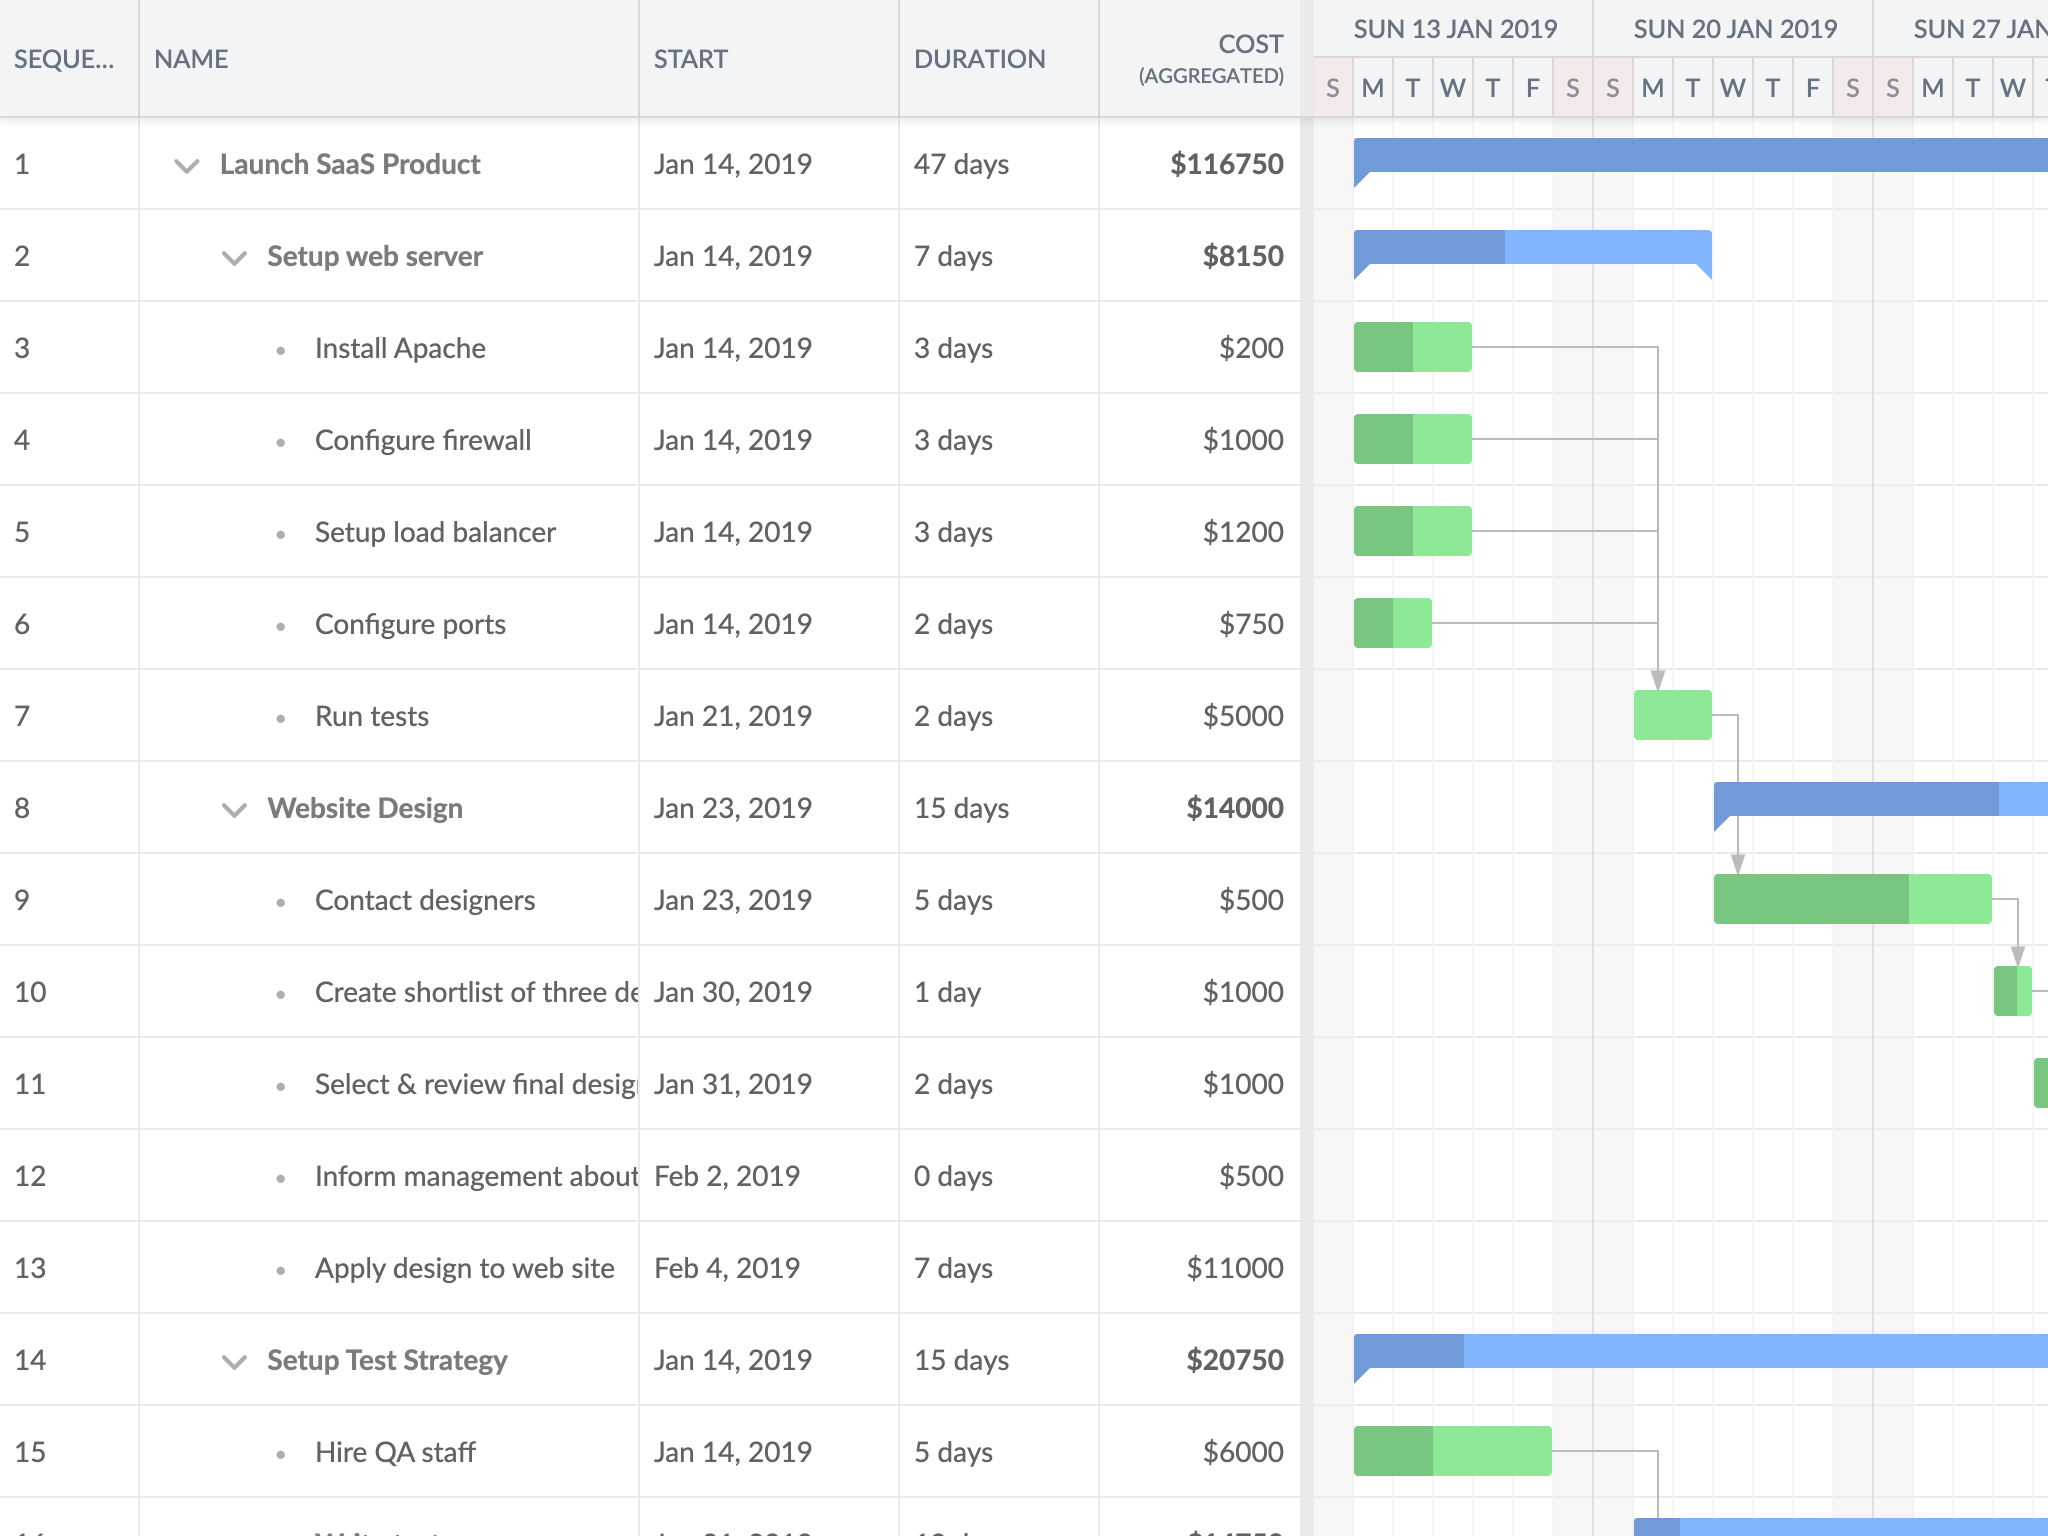 SEQUE... NAME START DURATION COST (AGGREGATED) SUN 13 JAN 2019 SUN 20 JAN 2019 SUN 27
S M T W T F S S M T W T F S S M T W
1 Launch SaaS Product Jan 14, 2019 47 days $116750
2 Setup web server Jan 14, 2019 7 days $8150
3 Install Apache Jan 14, 2019 3 days $200
4 Configure firewall Jan 14, 2019 3 days $1000
5 Setup load balancer Jan 14, 2019 3 days $1200
6 Configure ports Jan 14, 2019 2 days $750
7 Run tests Jan 21, 2019 2 days $5000
8 Website Design Jan 23, 2019 15 days $14000
9 Contact designers Jan 23, 2019 5 days $500
10 Create shortlist of three Jan 30, 2019 1 day $1000
11 Select & review final Jan 31, 2019 2 days $1000
12 Inform management about Feb 2, 2019 0 days $500
13 Apply design to web site Feb 4, 2019 7 days $11000
14 Setup Test Strategy Jan 14, 2019 15 days $20750
15 Hire QA staff Jan 14, 2019 5 days $6000